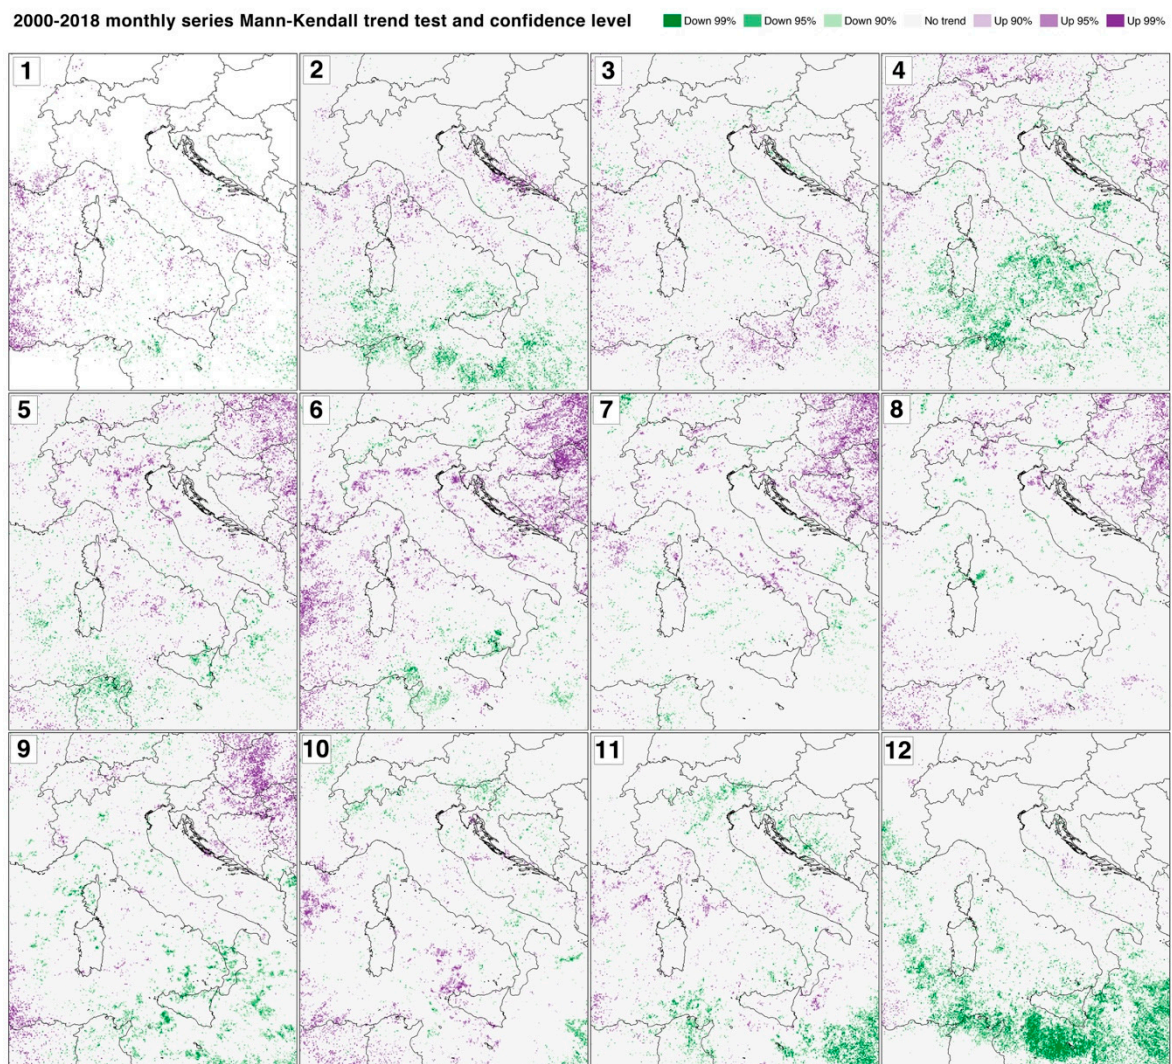 2000-2018 monthly series Mann-Kendall trend test and confidence level
Down 99% Down 95% Down 90% No trend Up 90% Up 95% Up 99%
1 2 3 4
5 6 7 8
9 10 11 12